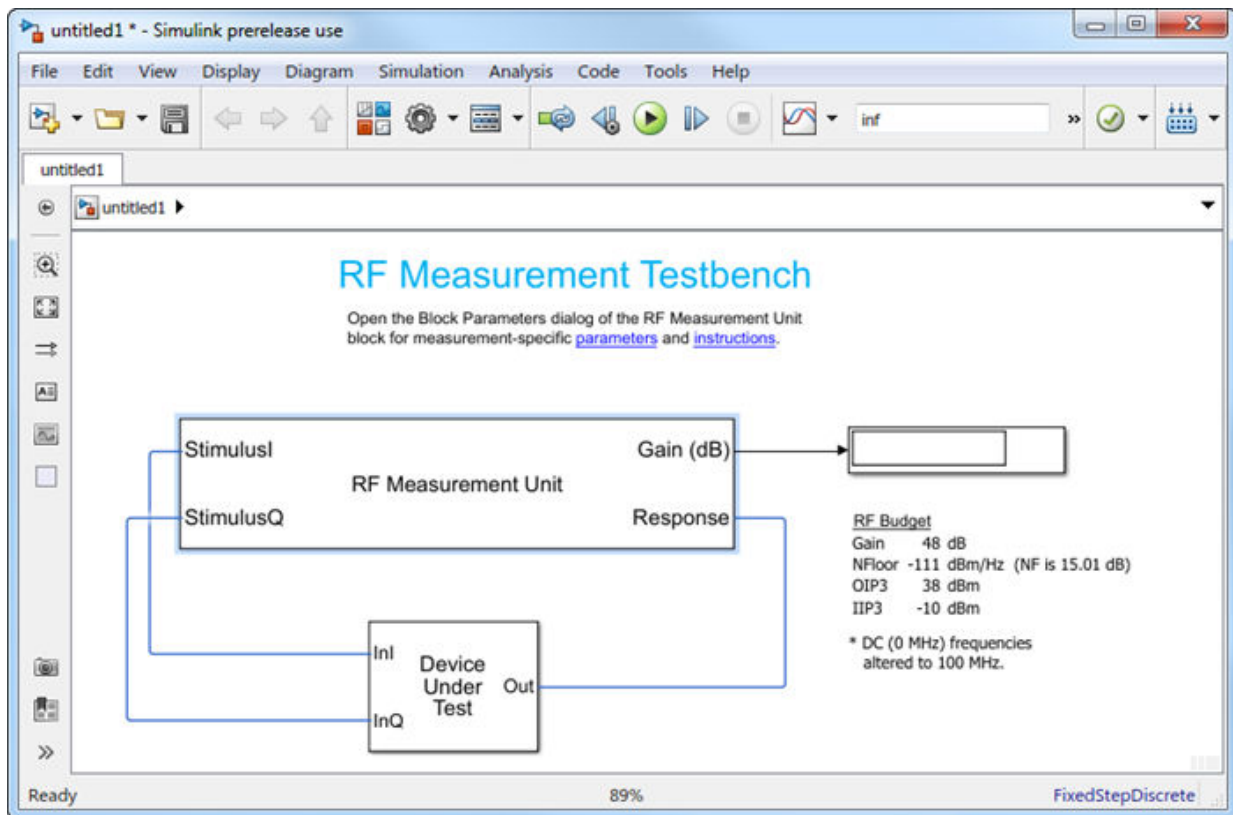 untitled1 * - Simulink prerelease use
File Edit View Display Diagram Simulation Analysis Code Tools Help
inf
»
untitled1
untitled1
RF Measurement Testbench
Open the Block Parameters dialog of the RF Measurement Unit
block for measurement-specific parameters and instructions.
StimulusI
Gain (dB)
RF Measurement Unit
StimulusQ
Response
RF Budget
Gain 48 dB
NFloor -111 dBm/Hz (NF is 15.01 dB)
OIP3 38 dBm
IIP3 -10 dBm
* DC (0 MHz) frequencies
altered to 100 MHz.
InI
Device
Under
Test
Out
InQ
»
Ready
89%
FixedStepDiscrete